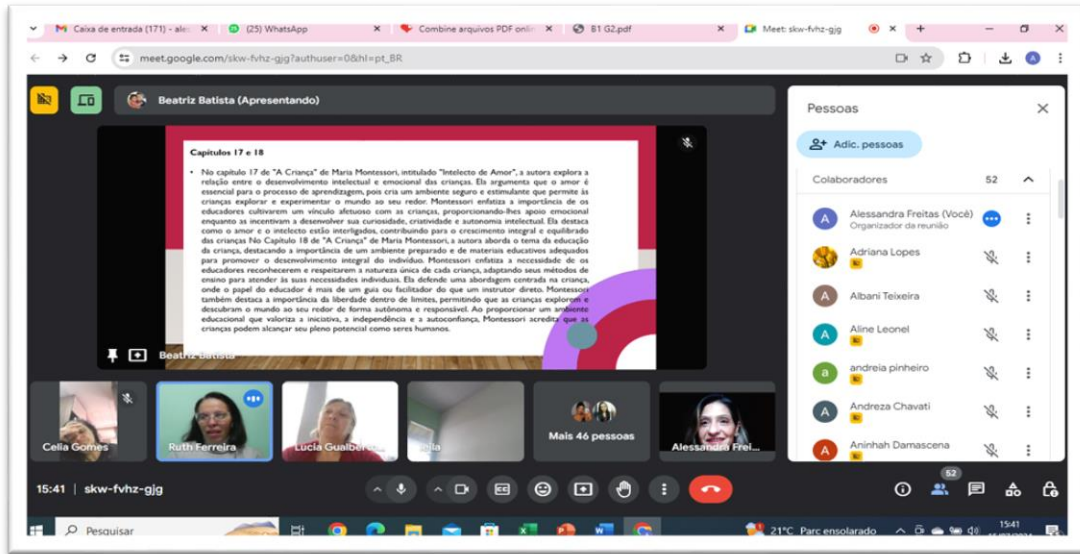 Caixa de entrada (171) - ale
(25) WhatsApp
Combine arquivos PDF onlin
B1 G2.pdf
Meet: skw-fvhz-gjg
meet.google.com/skw-fvhz-gjg?authuser=0&hl=pt_BR
Beatriz Batista (Apresentando)
Capítulos 17 e 18
• No capítulo 17 de "A Criança" de Maria Montessori, intitulado "Intelecto de Amor", a autora explora a
relação entre o desenvolvimento intelectual e emocional das crianças. Ela argumenta que o amor é
essencial para o processo de aprendizagem, pois cria um ambiente seguro e estimulante que permite às
crianças explorar e experimentar o mundo ao seu redor. Montessori enfatiza a importância de os
educadores cultivarem um vínculo afetuoso com as crianças, proporcionando-lhes apoio emocional
enquanto as incentivam a desenvolver sua curiosidade, criatividade e autonomia intelectual. Ela destaca
como o amor e o intelecto estão interligados, contribuindo para o crescimento integral e equilibrado
das crianças No Capítulo 18 de "A Criança" de Maria Montessori, a autora aborda o tema da educação
da criança, destacando a importância de um ambiente preparado e de materiais educativos adequados
para promover o desenvolvimento integral do indivíduo. Montessori enfatiza a necessidade de os
educadores reconhecerem e respeitarem a natureza única de cada criança, adaptando seus métodos de
ensino para atender às suas necessidades individuais. Ela defende uma abordagem centrada na criança,
onde o papel do educador é mais de um guia ou facilitador do que um instrutor direto. Montessori
também destaca a importância da liberdade dentro de limites, permitindo que as crianças explorem e
descubram o mundo ao seu redor de forma autônoma e responsável. Ao proporcionar um ambiente
educacional que valoriza a iniciativa, a independência e a autoconfiança, Montessori acredita que as
crianças podem alcançar seu pleno potencial como seres humanos.
Beatriz Batista
Celia Gomes
Ruth Ferreira
Lucia Gualber
Mais 46 pessoas
Alessandra Frei...
Pessoas
Adic. pessoas
Colaboradores 52
Alessandra Freitas (Você)
Organizador da reunião
Adriana Lopes
A Albani Teixeira
A Aline Leonel
a andreia pinheiro
A Andreza Chavati
A Aninhah Damascena
15:41 | skw-fvhz-gjg
52
Pesquisar
21°C Parc ensolarado
15:41